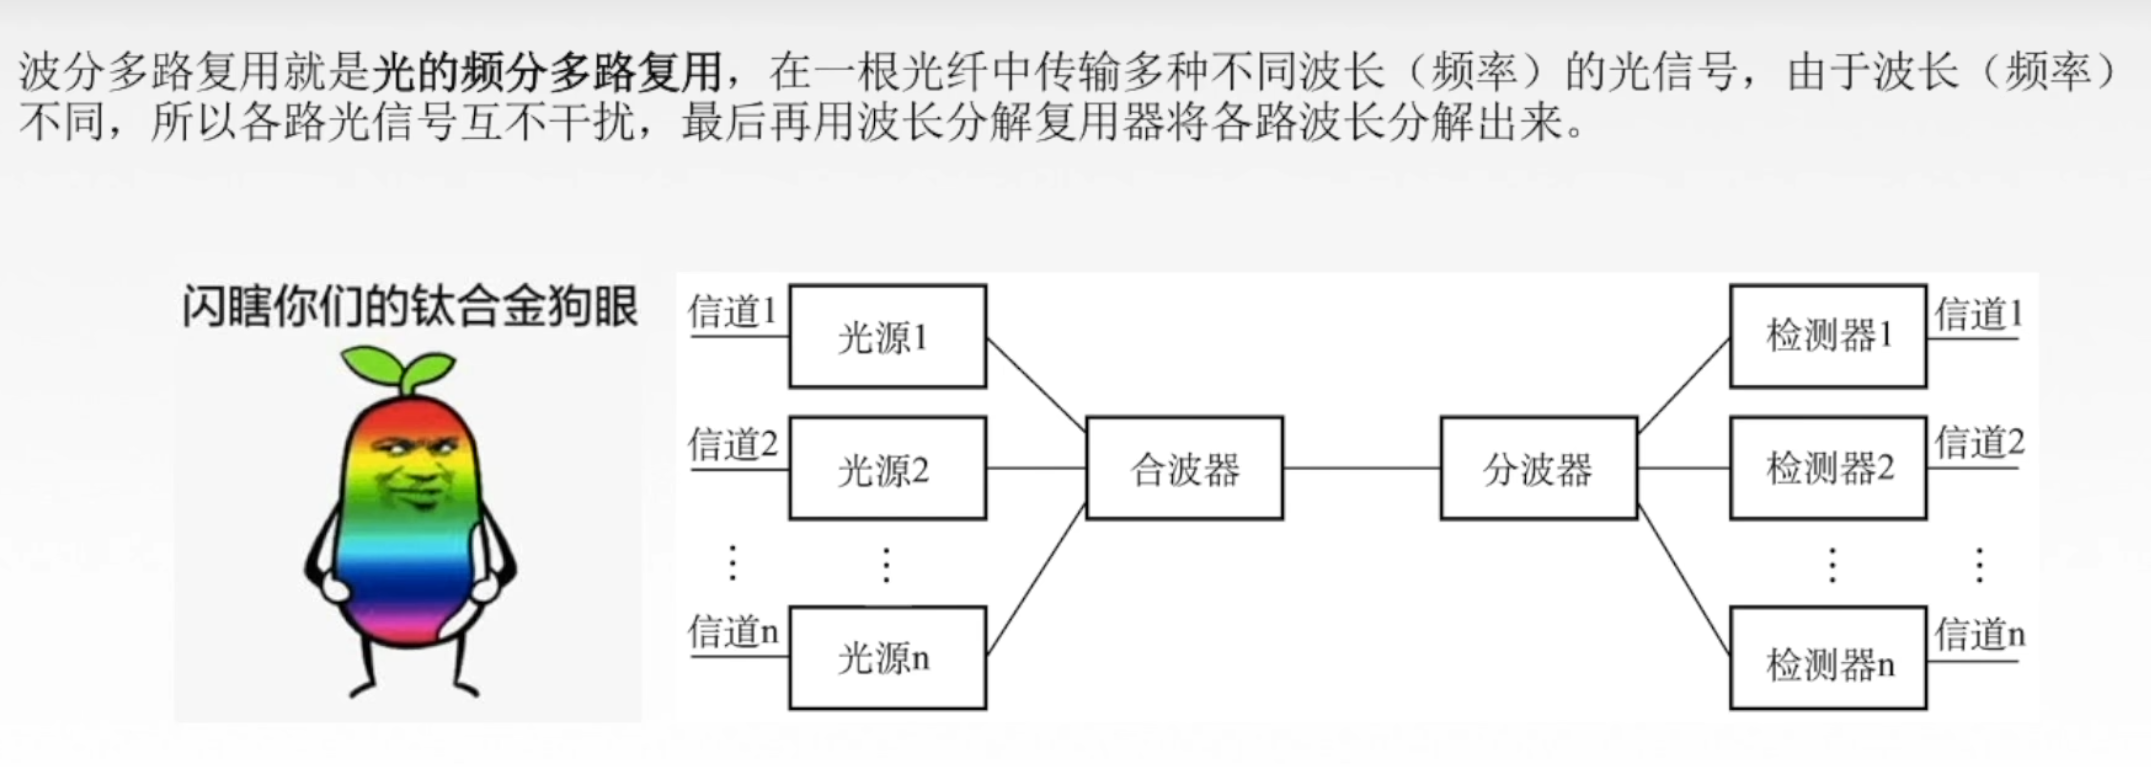 波分多路复用就是光的频分多路复用，在一根光纤中传输多种不同波长（频率）的光信号，由于波长（频率）
不同，所以各路光信号互不干扰，最后再用波长分解复用器将各路波长分解出来。
闪瞎你们的钛合金狗眼
信道1
光源1
检测器1
信道1
信道2
光源2
合波器
分波器
检测器2
信道2
⋮
⋮
⋮
⋮
信道n
光源n
检测器n
信道n